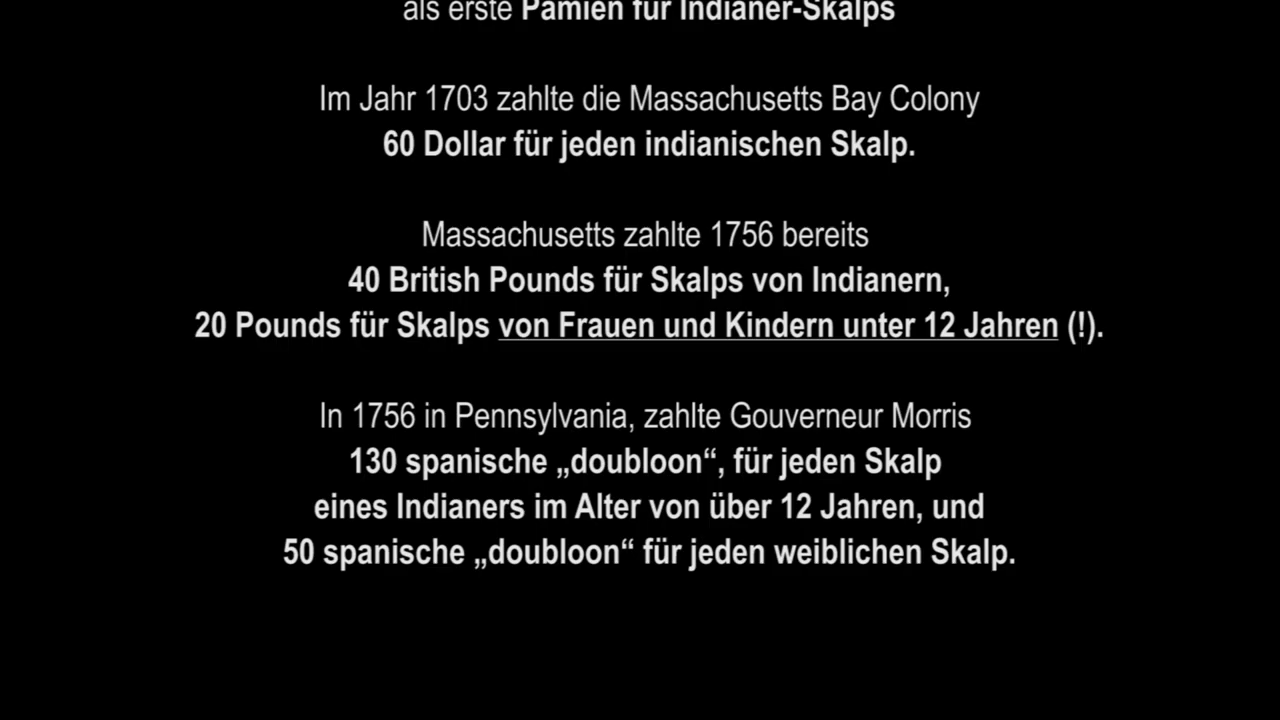 als erste Pämien für Indianer-Skalps
Im Jahr 1703 zahlte die Massachusetts Bay Colony
60 Dollar für jeden indianischen Skalp.
Massachusetts zahlte 1756 bereits
40 British Pounds für Skalps von Indianern,
20 Pounds für Skalps von Frauen und Kindern unter 12 Jahren (!).
In 1756 in Pennsylvania, zahlte Gouverneur Morris
130 spanische „doubloon“, für jeden Skalp
eines Indianers im Alter von über 12 Jahren, und
50 spanische „doubloon“ für jeden weiblichen Skalp.